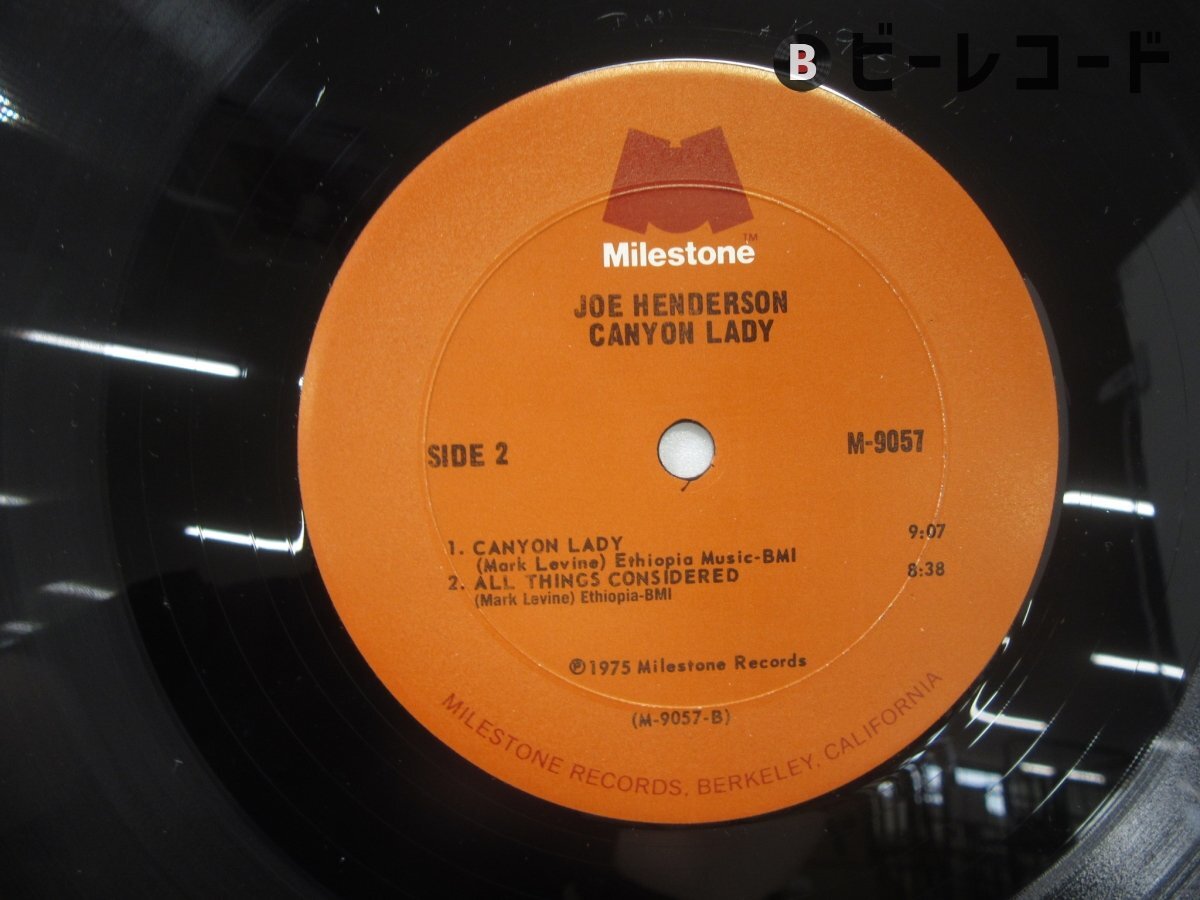 B ビーレコード
Milestone™
JOE HENDERSON
CANYON LADY
SIDE 2
M-9057
1. CANYON LADY 9:07
(Mark Levine) Ethiopia Music-BMI
2. ALL THINGS CONSIDERED 8:38
(Mark Levine) Ethiopia-BMI
℗1975 Milestone Records
(M-9057-B)
MILESTONE RECORDS, BERKELEY, CALIFORNIA